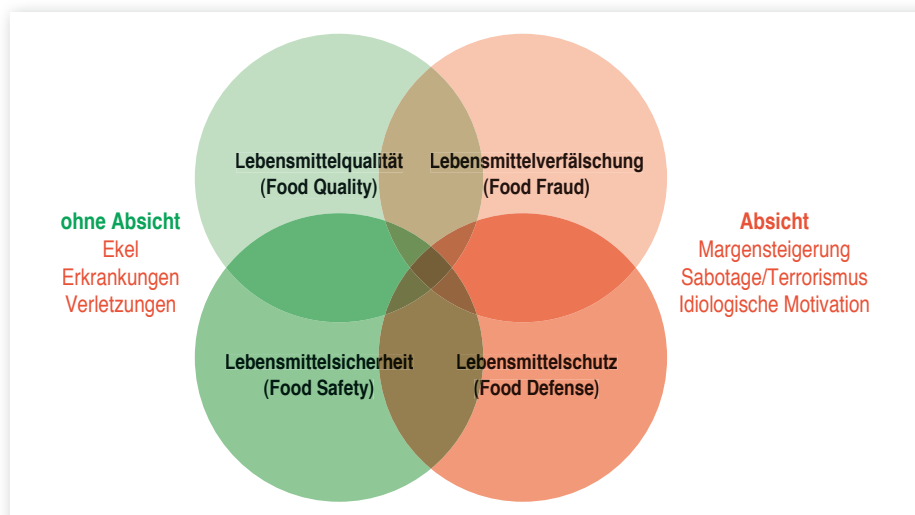 Lebensmittelqualität
(Food Quality)
Lebensmittelverfälschung
(Food Fraud)
ohne Absicht
Ekel
Erkrankungen
Verletzungen
Absicht
Margensteigerung
Sabotage/Terrorismus
Idiologische Motivation
Lebensmittelsicherheit
(Food Safety)
Lebensmittelschutz
(Food Defense)